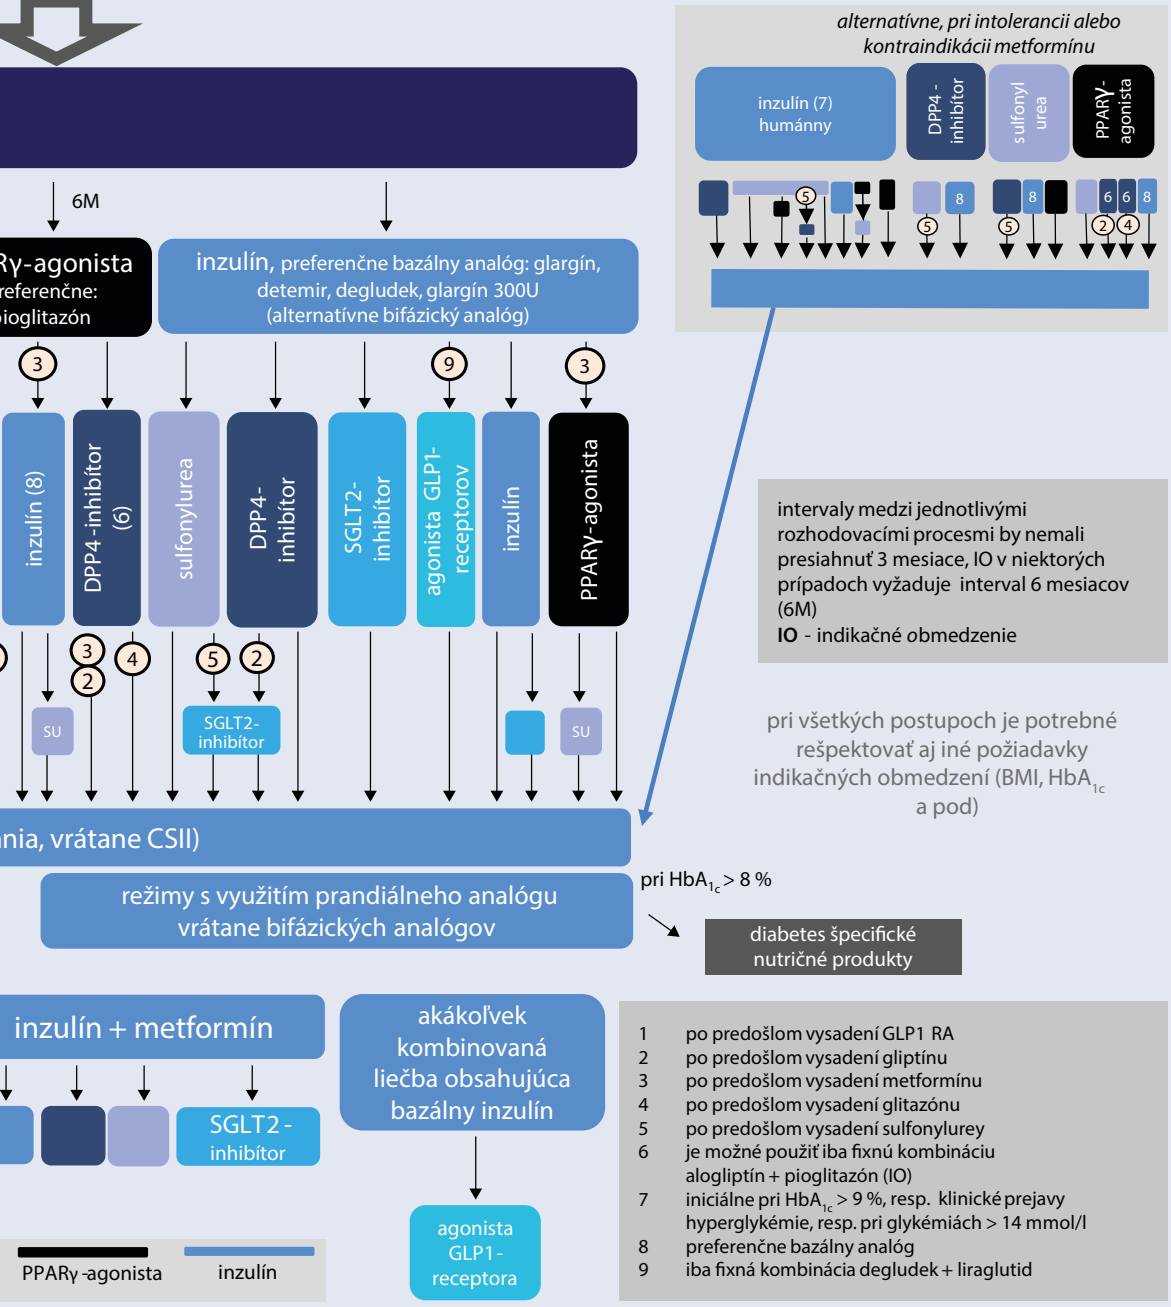 alternatívne, pri intolerancii alebo
kontraindikácii metformínu
inzulín (7)
humánny
DPP4 -
inhibítor
sulfonyl
urea
PPARγ-
agonista
5
8
8
6
6
8
5
5
2
4
6M
Rγ-agonista
referenčne:
pioglitazón
inzulín, preferenčne bazálny analóg: glargín,
detemir, degludek, glargín 300U
(alternatívne bifázický analóg)
3
9
3
inzulín (8)
DPP4 -inhibítor
(6)
sulfonylurea
DPP4-
inhibítor
SGLT2-
inhibítor
agonista GLP1-
receptorov
inzulín
PPARγ-agonista
3
2
4
5
2
SU
SGLT2-
inhibítor
SU
intervaly medzi jednotlivými
rozhodovacími procesmi by nemali
presiahnuť 3 mesiace, IO v niektorých
prípadoch vyžaduje interval 6 mesiacov
(6M)
IO - indikačné obmedzenie
pri všetkých postupoch je potrebné
rešpektovať aj iné požiadavky
indikačných obmedzení (BMI, HbA1c
a pod)
ania, vrátane CSII)
režimy s využitím prandiálneho analógu
vrátane bifázických analógov
pri HbA1c > 8 %
diabetes špecifické
nutričné produkty
inzulín + metformín
SGLT2 -
inhibítor
akákoľvek
kombinovaná
liečba obsahujúca
bazálny inzulín
agonista
GLP1-
receptora
1 po predošlom vysadení GLP1 RA
2 po predošlom vysadení gliptínu
3 po predošlom vysadení metformínu
4 po predošlom vysadení glitazónu
5 po predošlom vysadení sulfonylurey
6 je možné použiť iba fixnú kombináciu
alogliptín + pioglitazón (IO)
7 iniciálne pri HbA1c > 9 %, resp. klinické prejavy
hyperglykémie, resp. pri glykémiách > 14 mmol/l
8 preferenčne bazálny analóg
9 iba fixná kombinácia degludek + liraglutid
PPARγ -agonista
inzulín